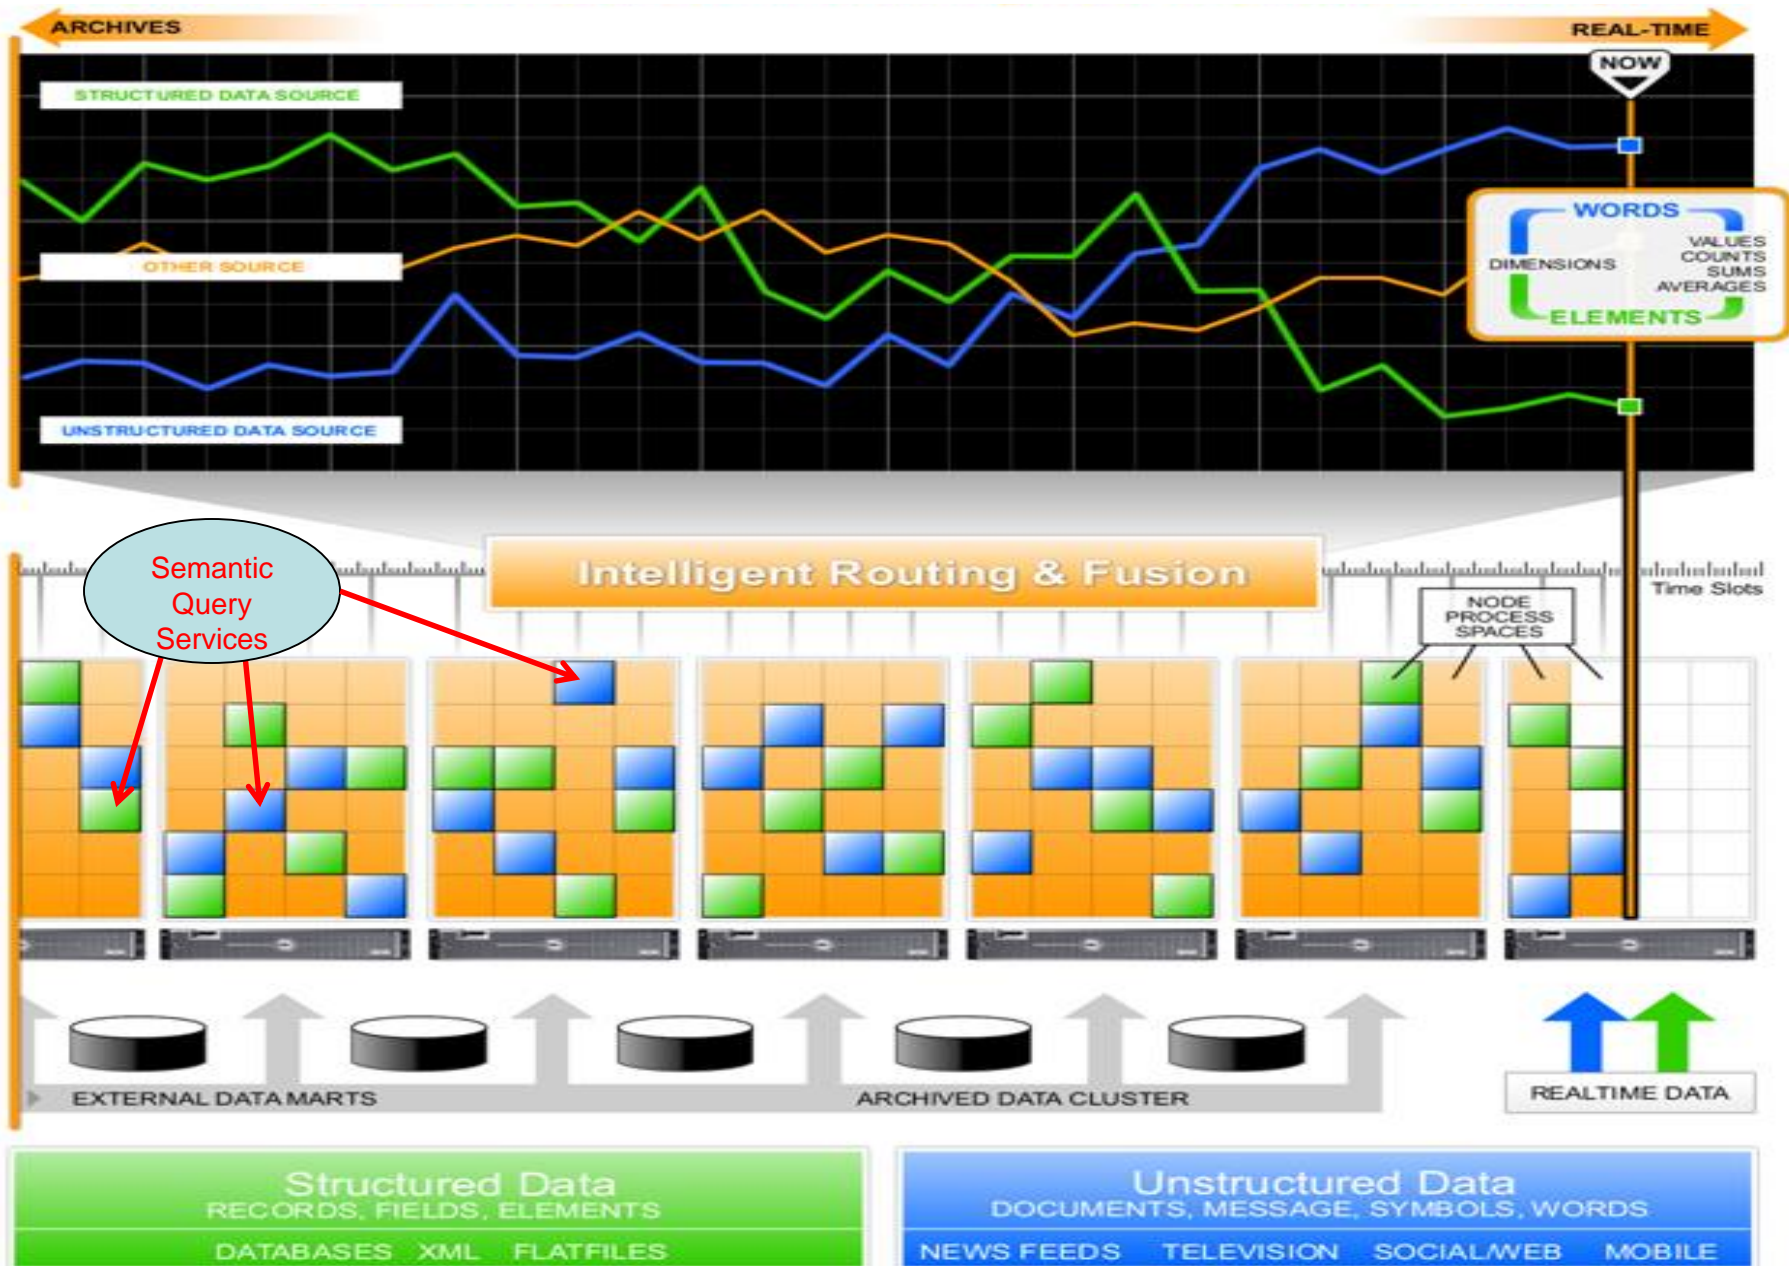 ARCHIVES
REAL-TIME
NOW
STRUCTURED DATA SOURCE
OTHER SOURCE
UNSTRUCTURED DATA SOURCE
WORDS
VALUES
DIMENSIONS
COUNTS
SUMS
AVERAGES
ELEMENTS
Semantic
Query
Services
Intelligent Routing & Fusion
Time Slots
NODE
PROCESS
SPACES
EXTERNAL DATA MARTS
ARCHIVED DATA CLUSTER
REALTIME DATA
Structured Data
RECORDS, FIELDS, ELEMENTS
DATABASES XML FLATFILES
Unstructured Data
DOCUMENTS, MESSAGE, SYMBOLS, WORDS
NEWS FEEDS TELEVISION SOCIAL/WEB MOBILE